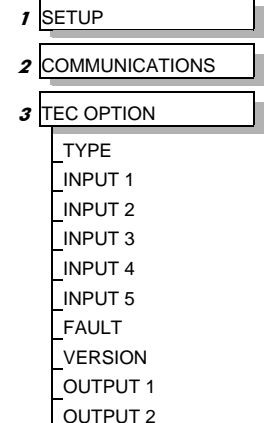 1 SETUP
2 COMMUNICATIONS
3 TEC OPTION
TYPE
INPUT 1
INPUT 2
INPUT 3
INPUT 4
INPUT 5
FAULT
VERSION
OUTPUT 1
OUTPUT 2